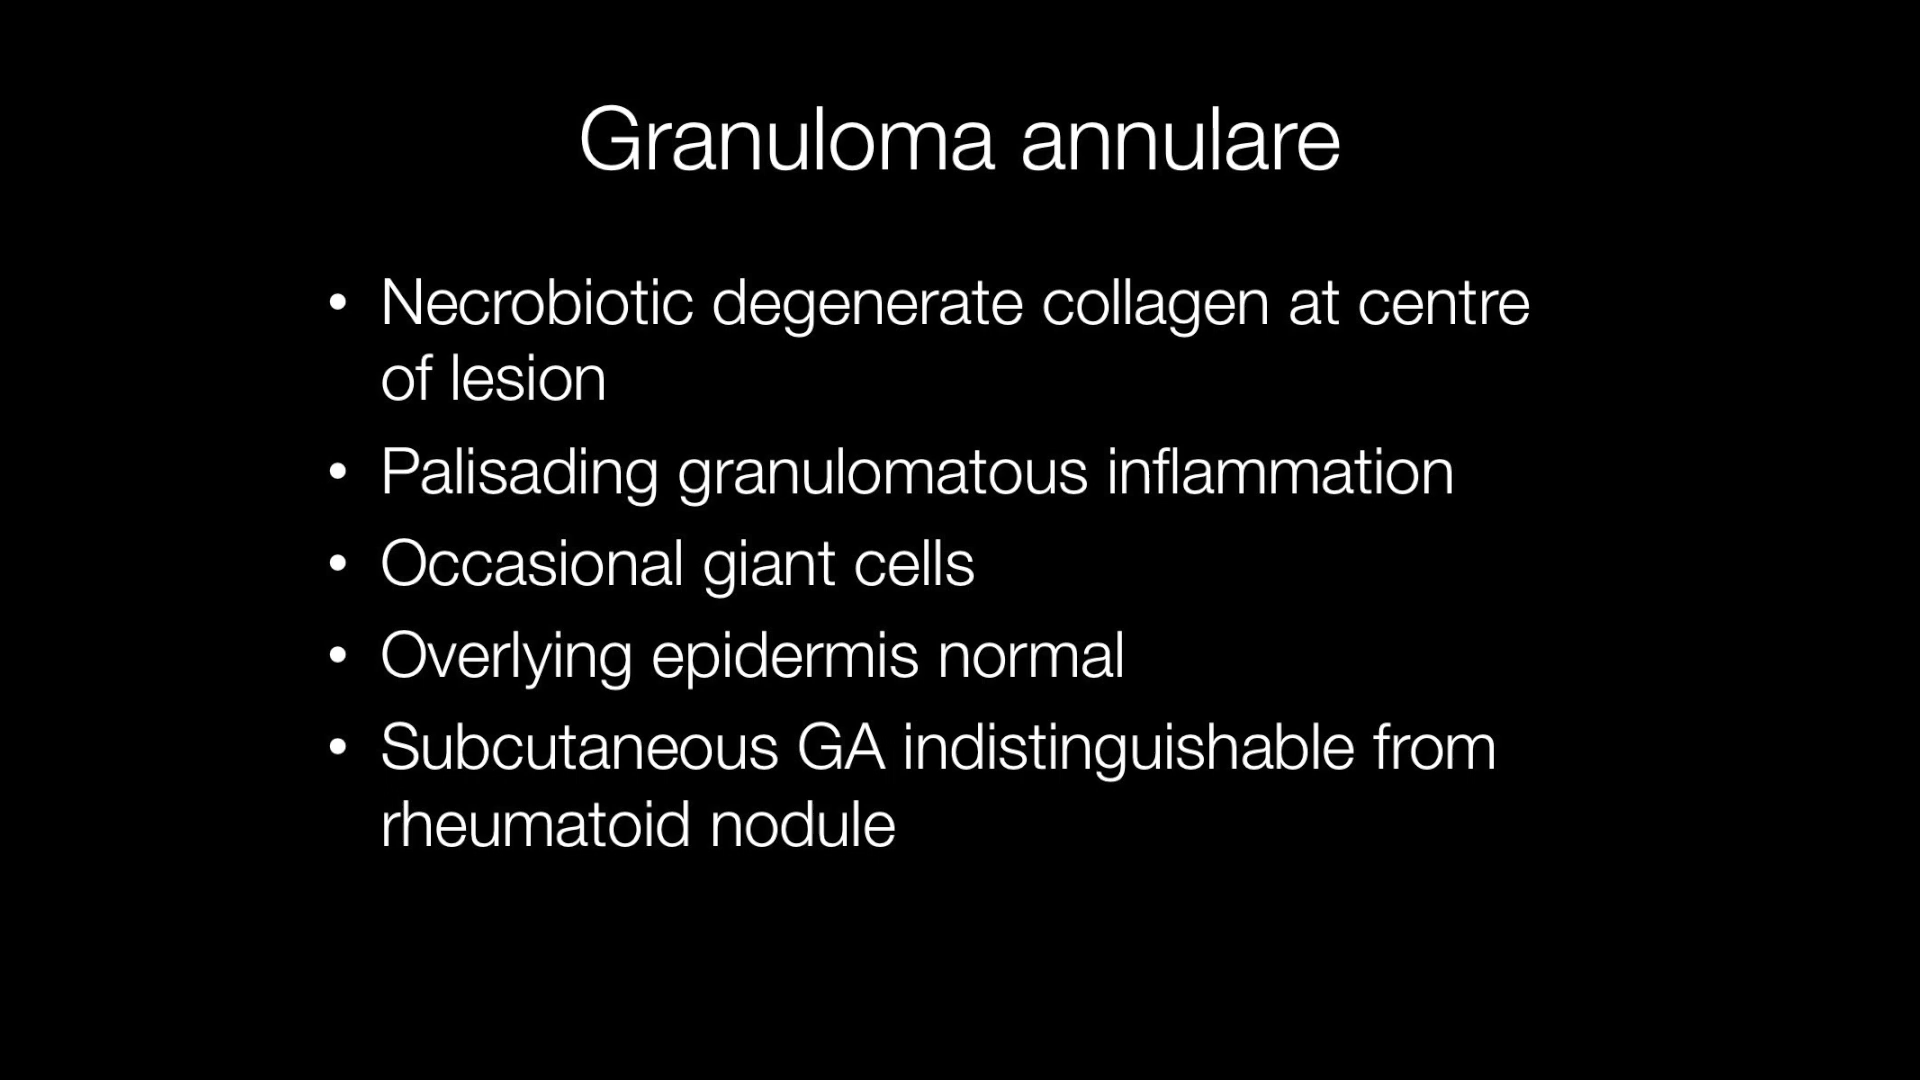 Granuloma annulare
• Necrobiotic degenerate collagen at centre
of lesion
• Palisading granulomatous inflammation
• Occasional giant cells
• Overlying epidermis normal
• Subcutaneous GA indistinguishable from
rheumatoid nodule